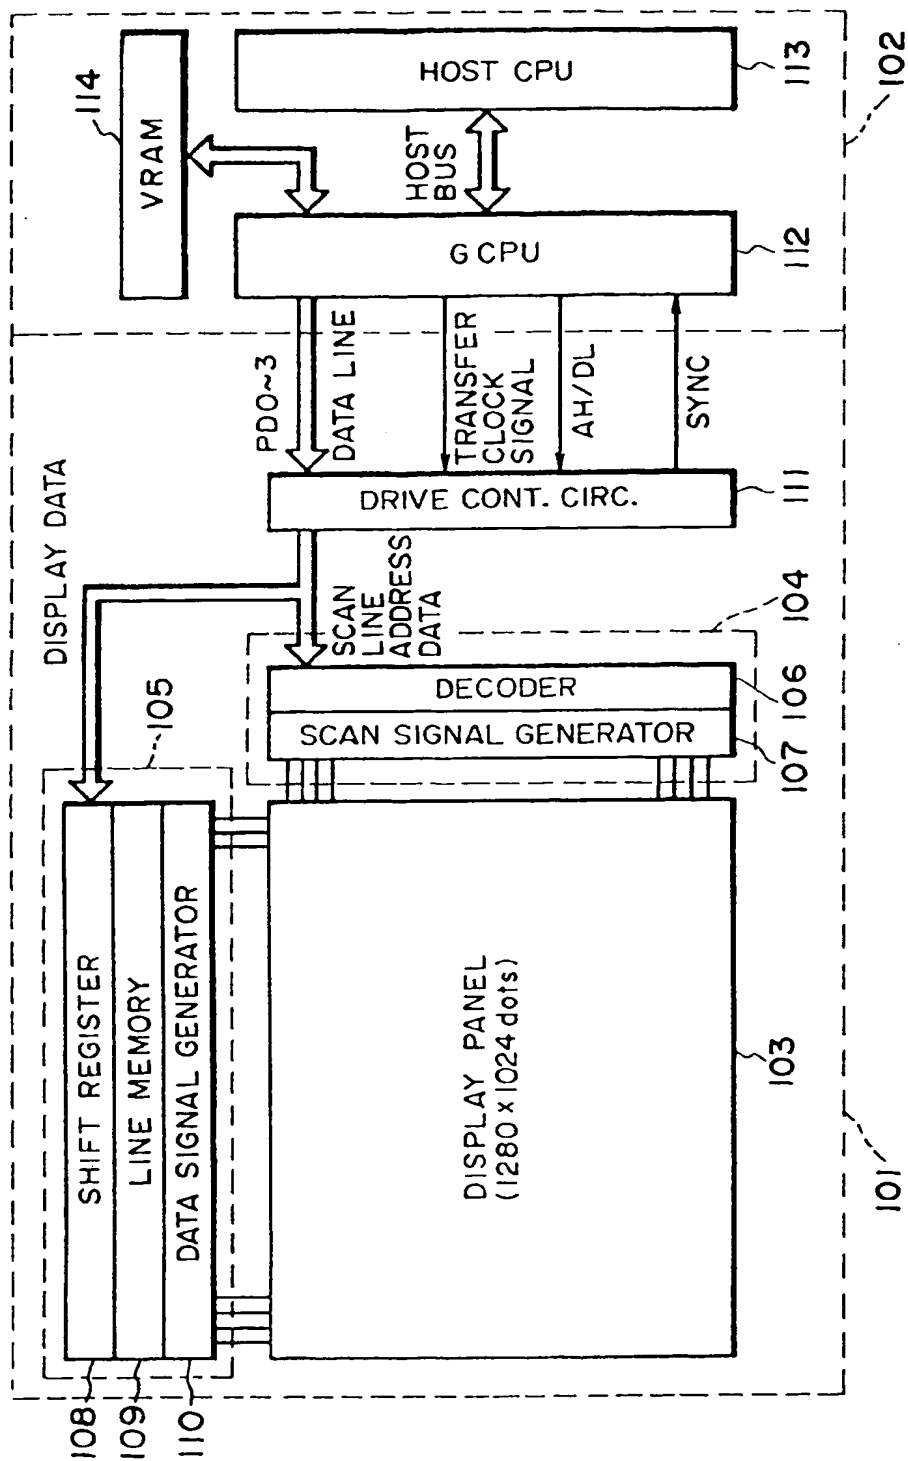 DISPLAY DATA
105
108
SHIFT REGISTER
109
LINE MEMORY
110
DATA SIGNAL GENERATOR
DISPLAY PANEL
(1280 x 1024 dots)
103
101
SCAN SIGNAL GENERATOR
107
DECODER
106
104
SCAN
LINE
ADDRESS
DATA
DRIVE CONT. CIRC.
111
PD0~3
DATA LINE
TRANSFER
CLOCK
SIGNAL
AH/DL
SYNC
G CPU
112
HOST
BUS
HOST CPU
113
VRAM
114
102